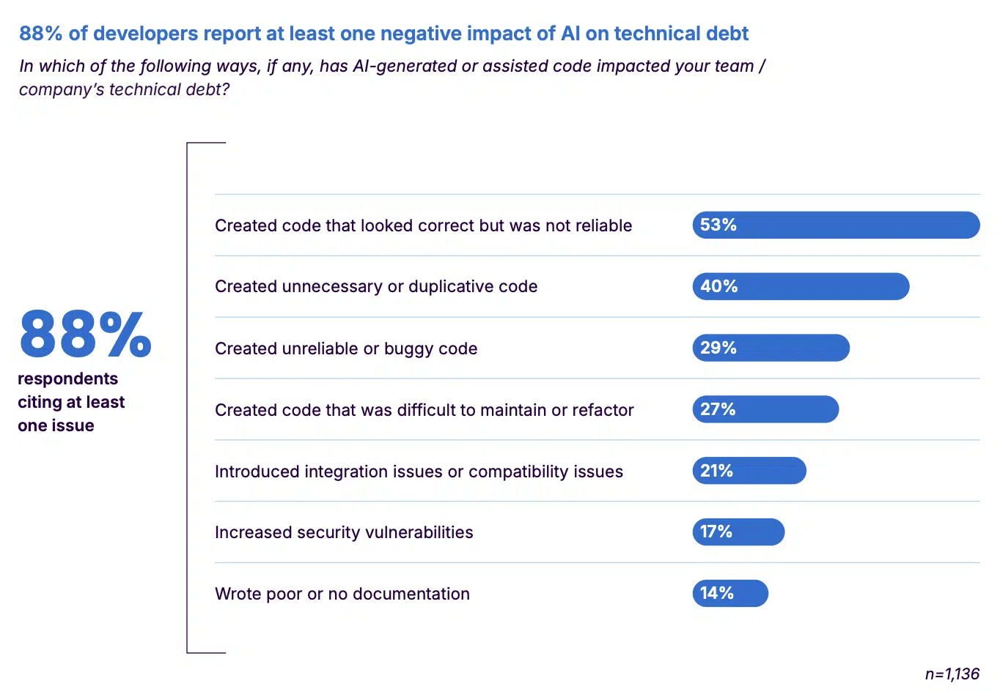 88% of developers report at least one negative impact of AI on technical debt
In which of the following ways, if any, has AI-generated or assisted code impacted your team /
company’s technical debt?
88%
respondents
citing at least
one issue
Created code that looked correct but was not reliable 53%
Created unnecessary or duplicative code 40%
Created unreliable or buggy code 29%
Created code that was difficult to maintain or refactor 27%
Introduced integration issues or compatibility issues 21%
Increased security vulnerabilities 17%
Wrote poor or no documentation 14%
n=1,136